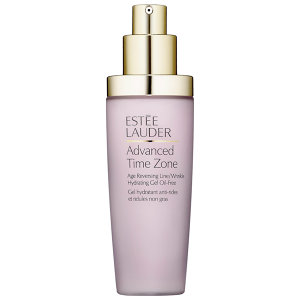 ESTĒE
LAUDER
Advanced
Time Zone
Age Reversing Line/Wrinkle
Hydrating Gel Oil-Free
Gel hydratant anti-rides
et ridules non gras